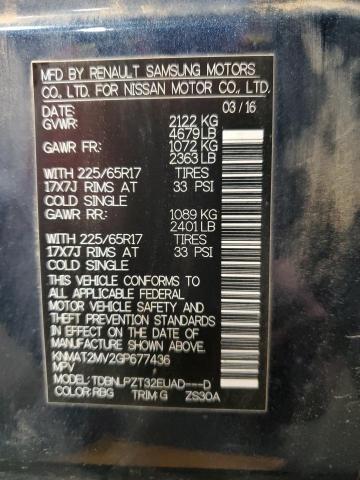 MFD BY RENAULT SAMSUNG MOTORS
CO., LTD. FOR NISSAN MOTOR CO., LTD.
DATE: 03/16
GVWR: 2122 KG
4679LB
GAWR FR: 1072 KG
2363LB
WITH 225/65R17 TIRES
17X7J RIMS AT 33 PSI
COLD SINGLE
GAWR RR: 1089 KG
2401LB
WITH 225/65R17 TIRES
17X7J RIMS AT 33 PSI
COLD SINGLE
THIS VEHICLE CONFORMS TO
ALL APPLICABLE FEDERAL
MOTOR VEHICLE SAFETY AND
THEFT PREVENTION STANDARDS
IN EFFECT ON THE DATE OF
MANUFACTURE SHOWN ABOVE.
KNMAT2MV2GP677436
MPV
MODEL: TDBNLPZT32EUAD---D
COLOR:RBG TRIM:G ZS30A